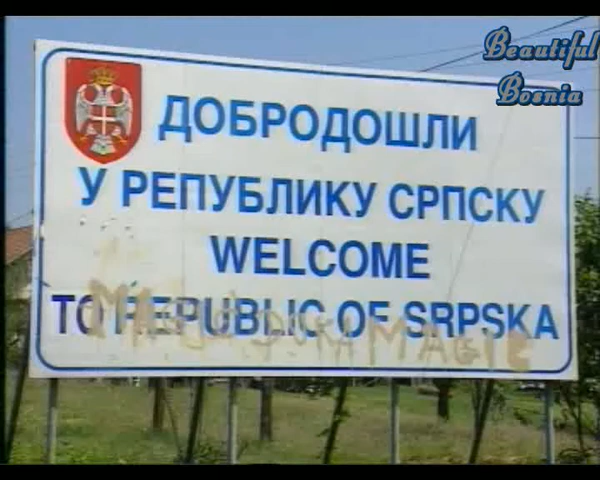 Beautiful
Bosnia
ДОБРОДОШЛИ
У РЕПУБЛИКУ СРПСКУ
WELCOME
TO REPUBLIC OF SRPSKA